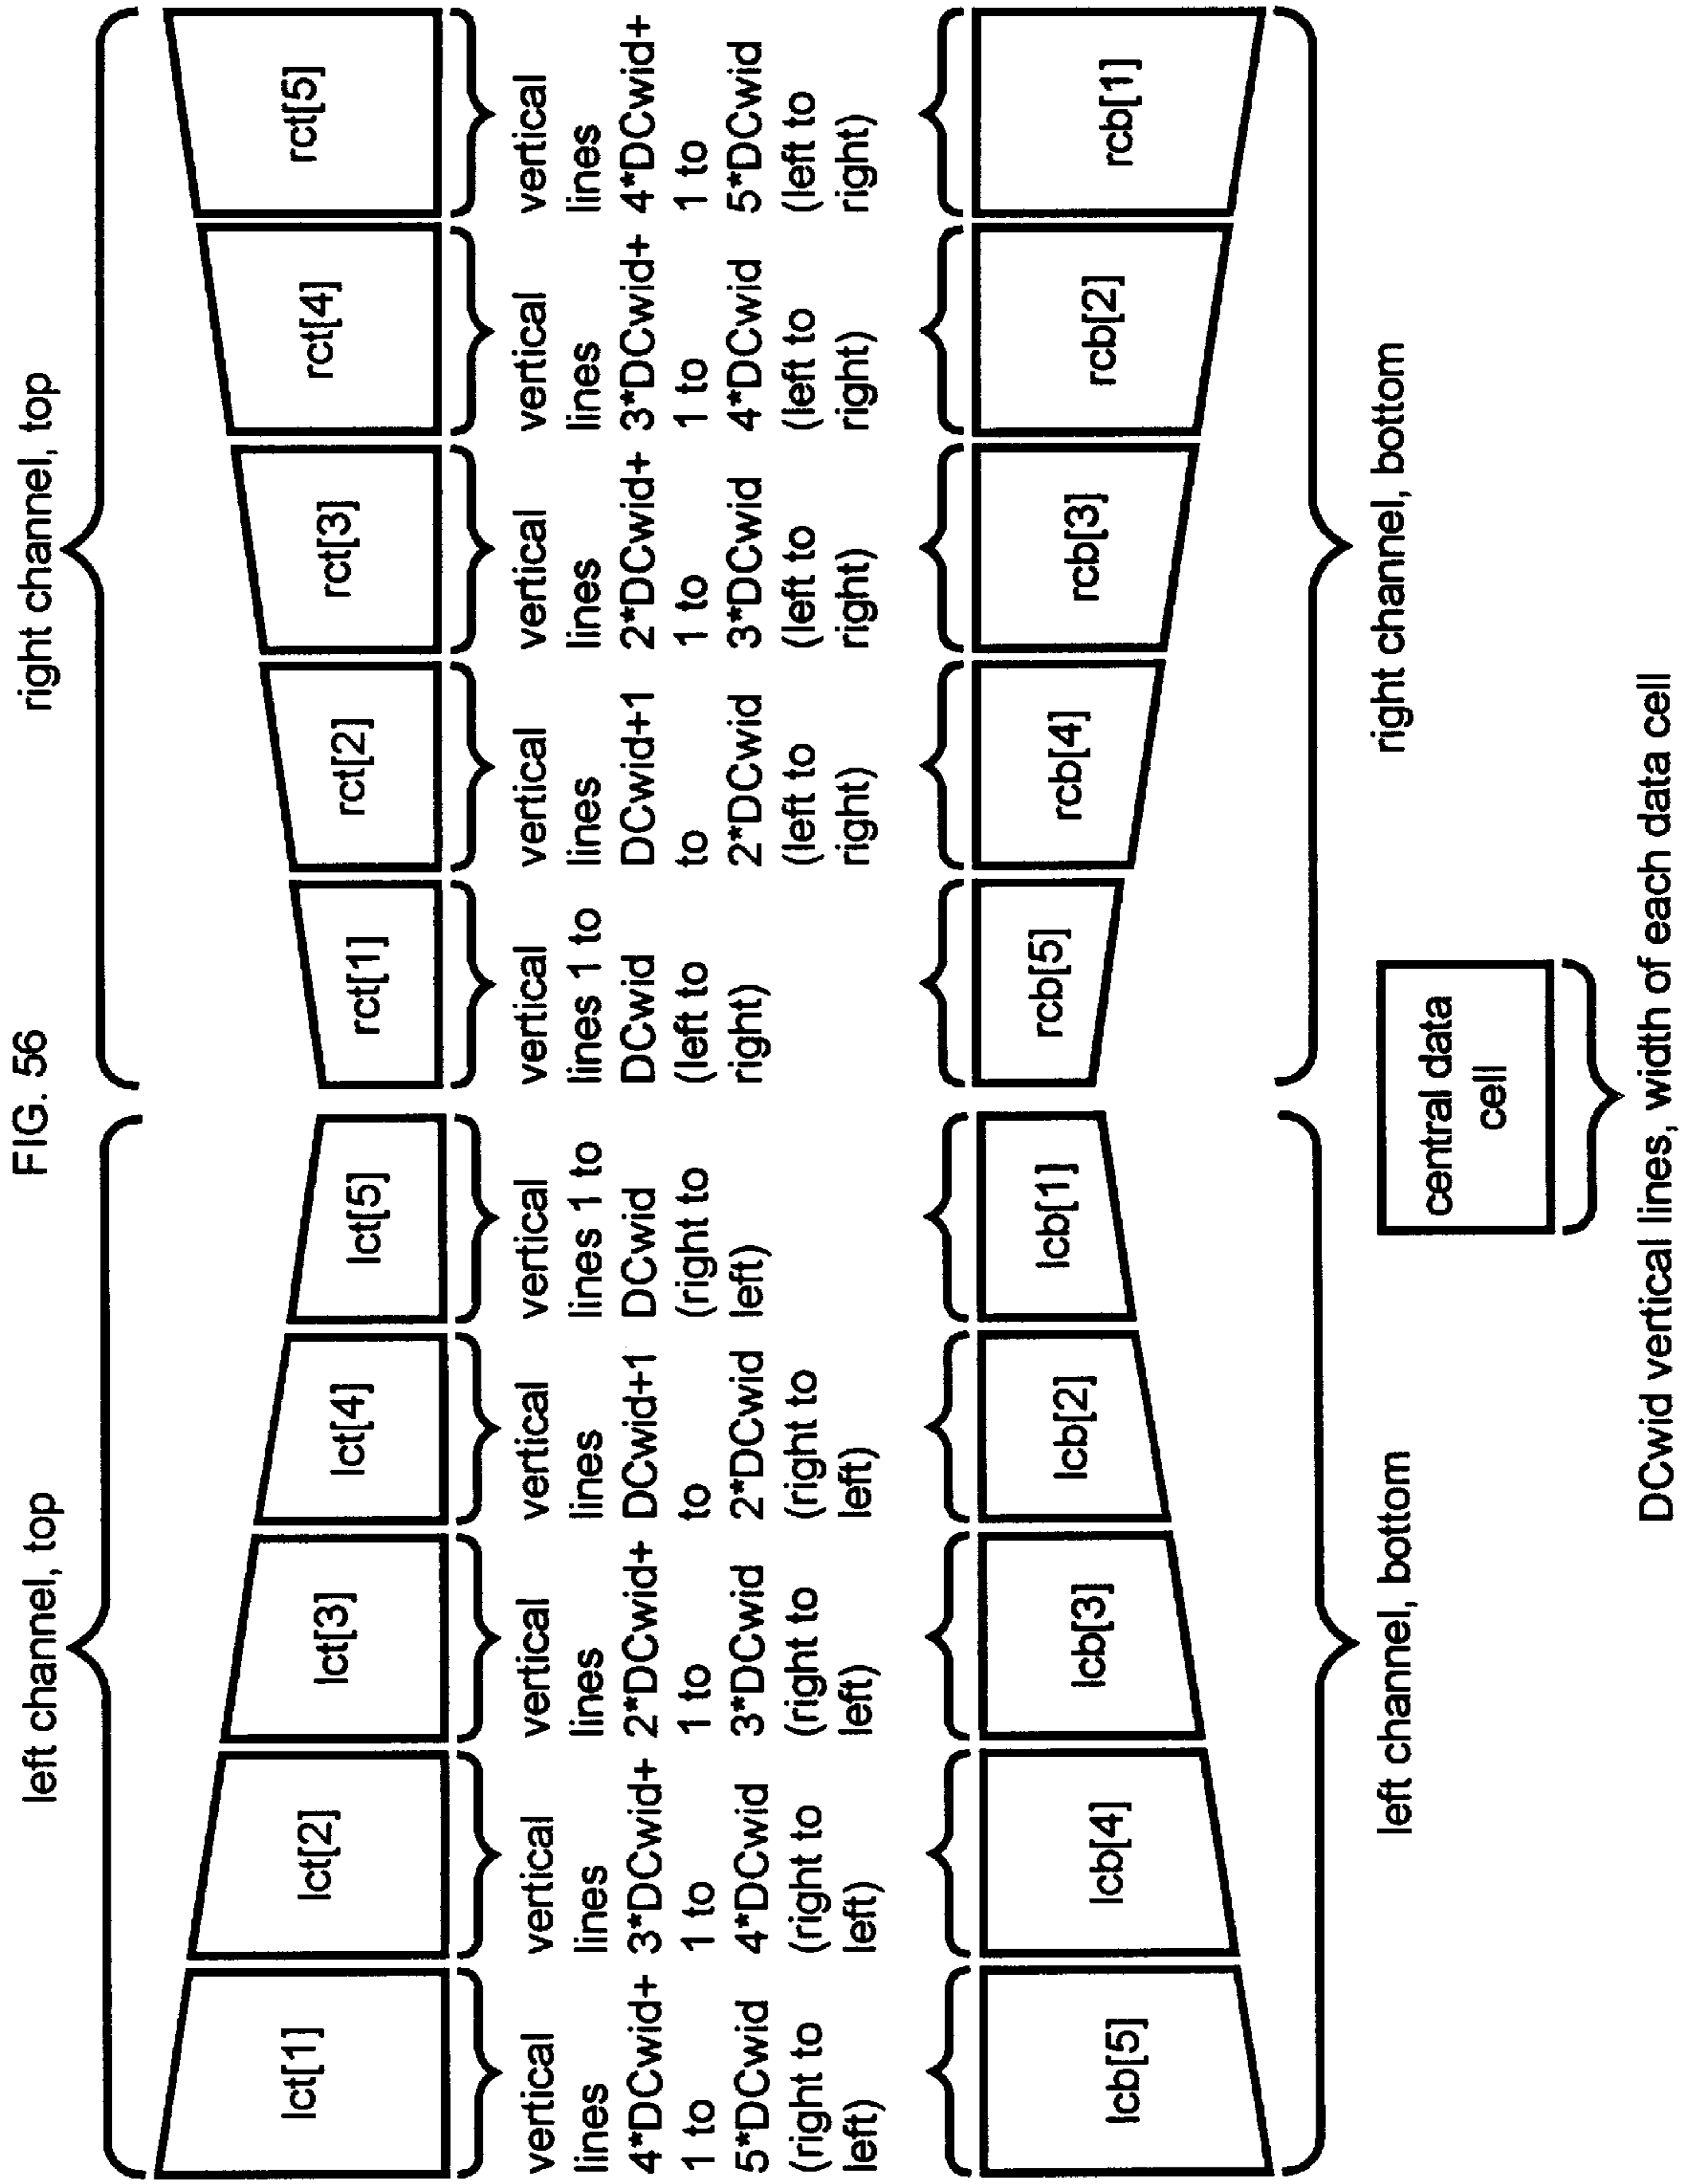 FIG. 56
left channel, top
right channel, top
lct[1]
lct[2]
lct[3]
lct[4]
lct[5]
rct[1]
rct[2]
rct[3]
rct[4]
rct[5]
vertical
lines
4*DCwid+
1 to
5*DCwid
(right to
left)
vertical
lines
3*DCwid+
1 to
4*DCwid
(right to
left)
vertical
lines
2*DCwid+
1 to
3*DCwid
(right to
left)
vertical
lines
DCwid+1
to
2*DCwid
(right to
left)
vertical
lines 1 to
DCwid
(right to
left)
vertical
lines 1 to
DCwid
(left to
right)
vertical
lines
DCwid+1
to
2*DCwid
(left to
right)
vertical
lines
2*DCwid+
1 to
3*DCwid
(left to
right)
vertical
lines
3*DCwid+
1 to
4*DCwid
(left to
right)
vertical
lines
4*DCwid+
1 to
5*DCwid
(left to
right)
lcb[5]
lcb[4]
lcb[3]
lcb[2]
lcb[1]
rcb[5]
rcb[4]
rcb[3]
rcb[2]
rcb[1]
left channel, bottom
right channel, bottom
central data
cell
DCwid vertical lines, width of each data cell